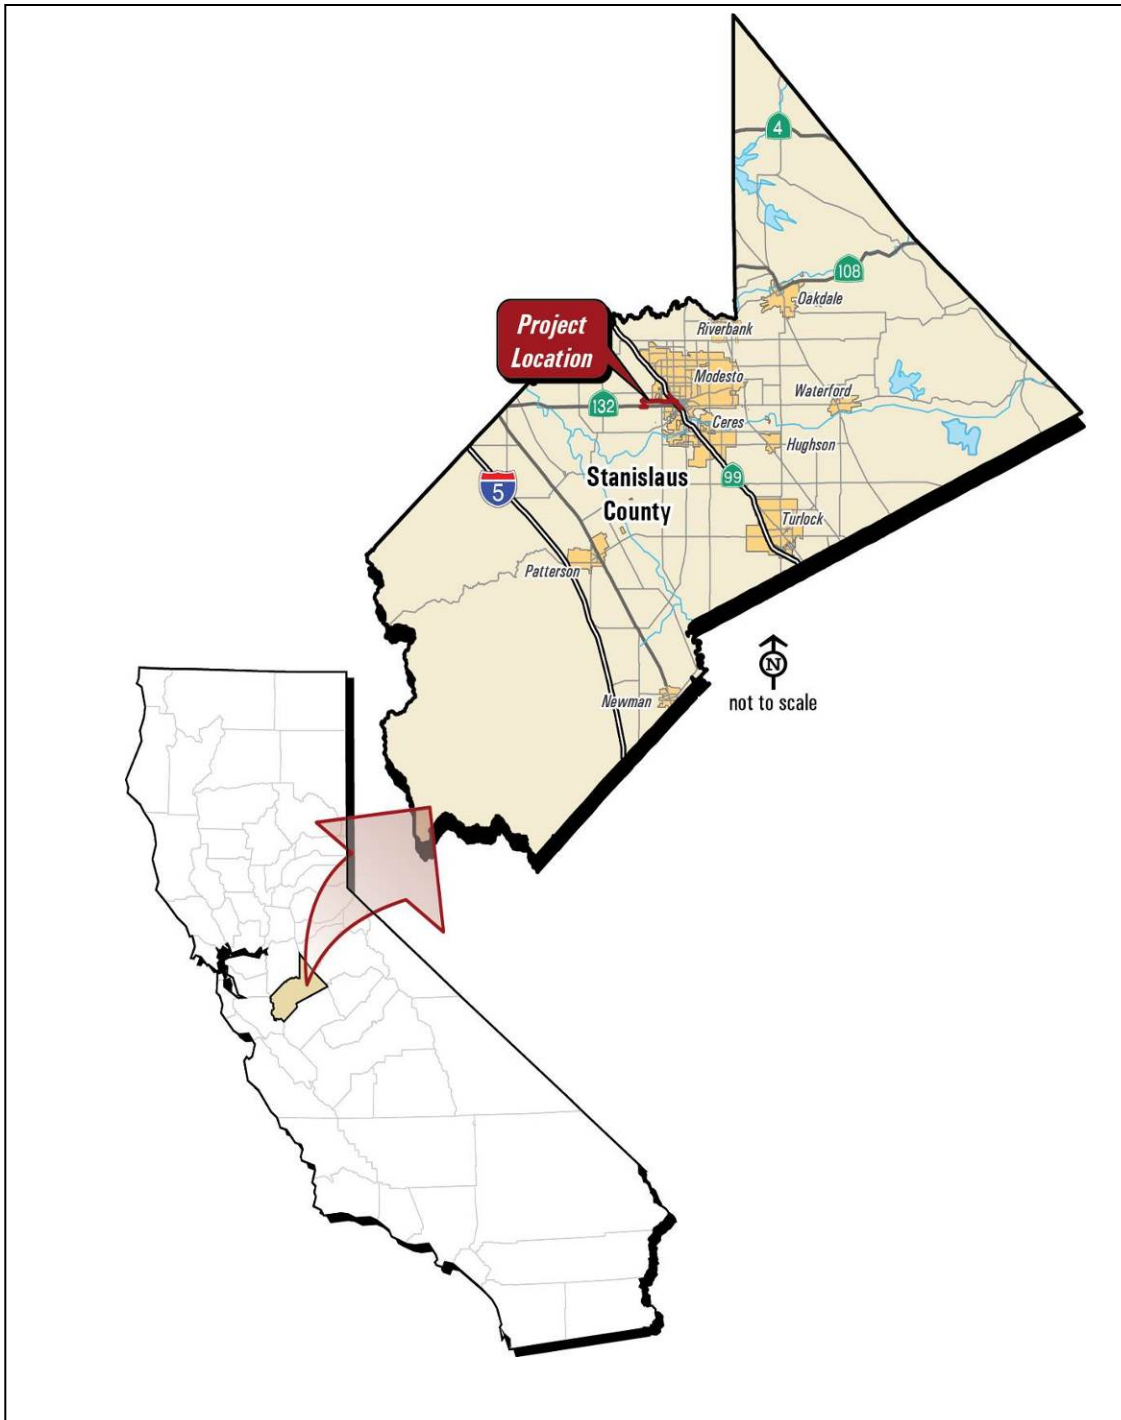 4
108
Oakdale
Project
Location
Riverbank
Modesto
Waterford
132
Ceres
Hughson
Stanislaus
County
5
99
Turlock
Patterson
N
not to scale
Newman